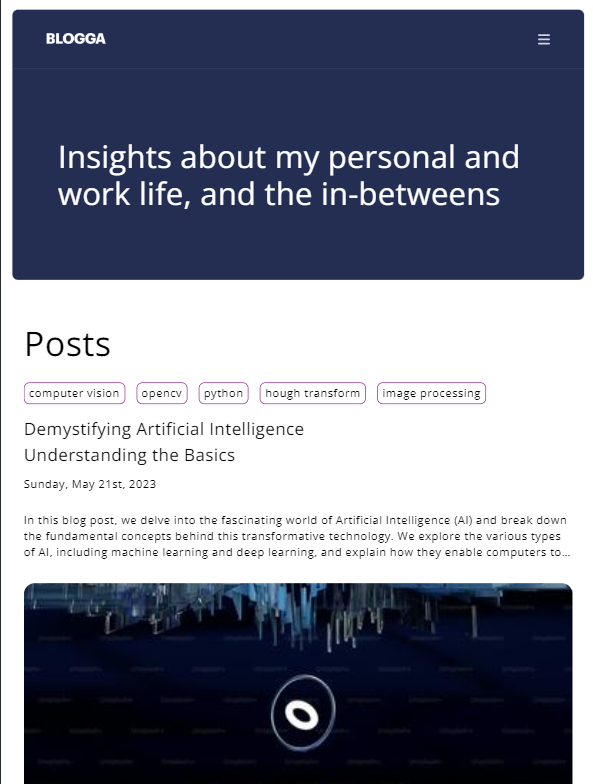 BLOGGA
Insights about my personal and
work life, and the in-betweens
Posts
computer vision opencv python hough transform image processing
Demystifying Artificial Intelligence
Understanding the Basics
Sunday, May 21st, 2023
In this blog post, we delve into the fascinating world of Artificial Intelligence (AI) and break down
the fundamental concepts behind this transformative technology. We explore the various types
of AI, including machine learning and deep learning, and explain how they enable computers to…